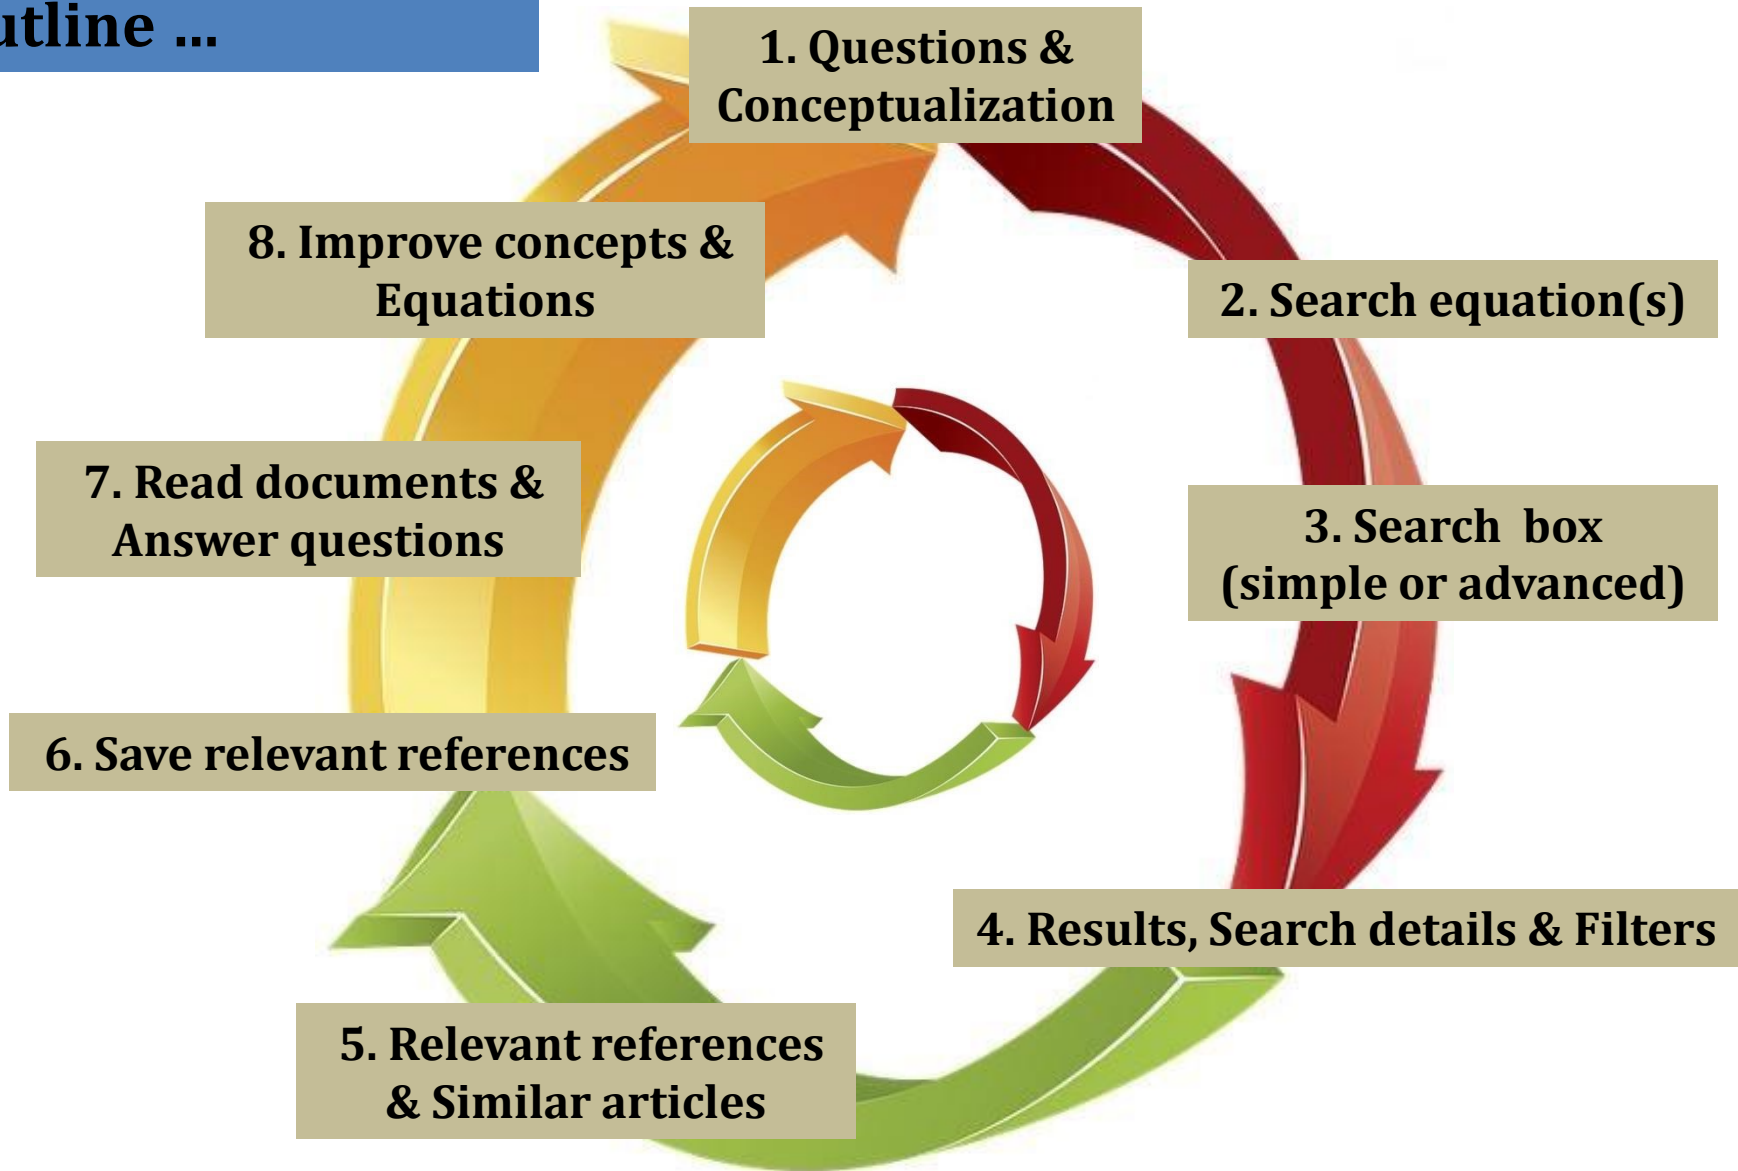 utline ...
1. Questions &
Conceptualization
2. Search equation(s)
3. Search box
(simple or advanced)
4. Results, Search details & Filters
5. Relevant references
& Similar articles
6. Save relevant references
7. Read documents &
Answer questions
8. Improve concepts &
Equations